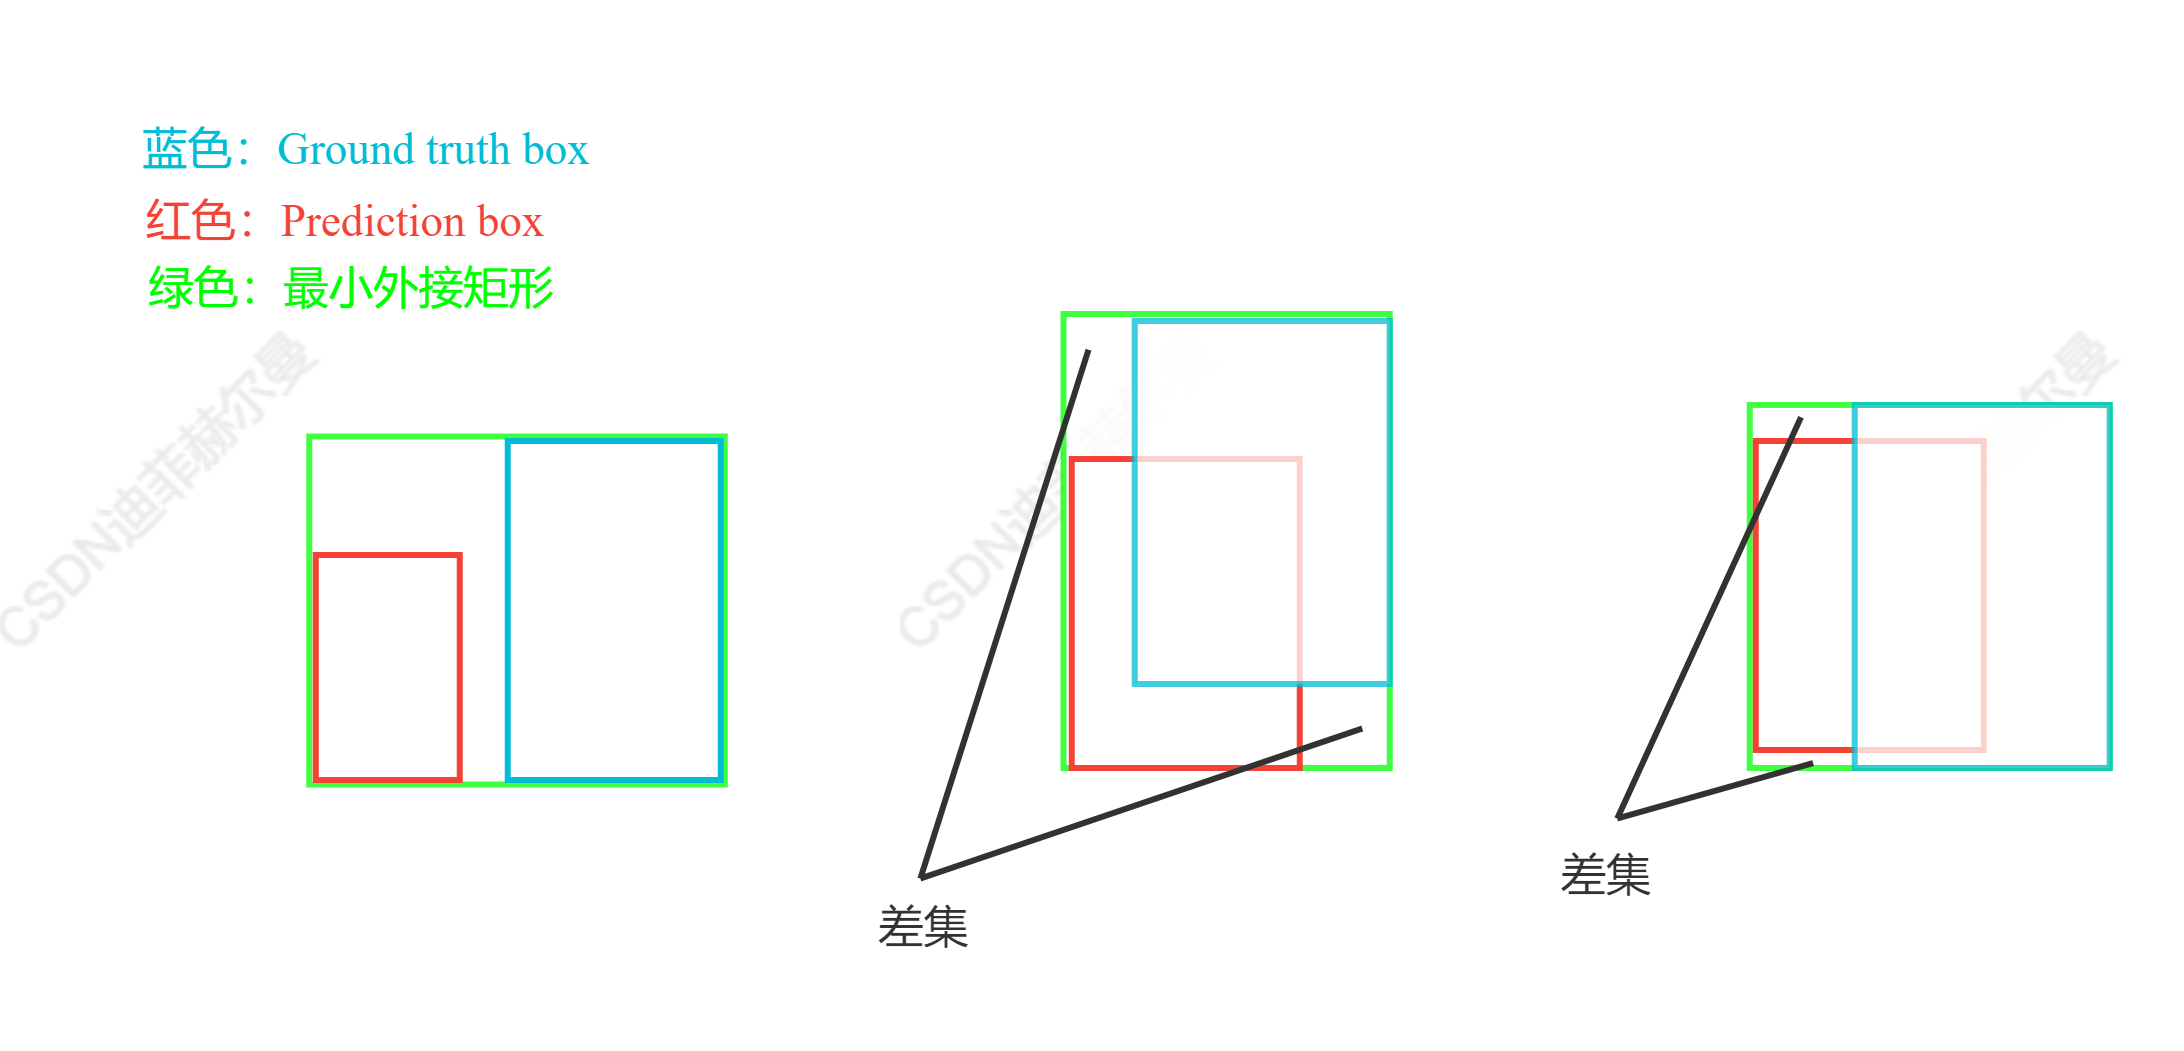 蓝色：Ground truth box
红色：Prediction box
绿色：最小外接矩形
CSDN迪菲赫尔曼
CSDN迪菲赫尔曼
尔曼
差集
差集